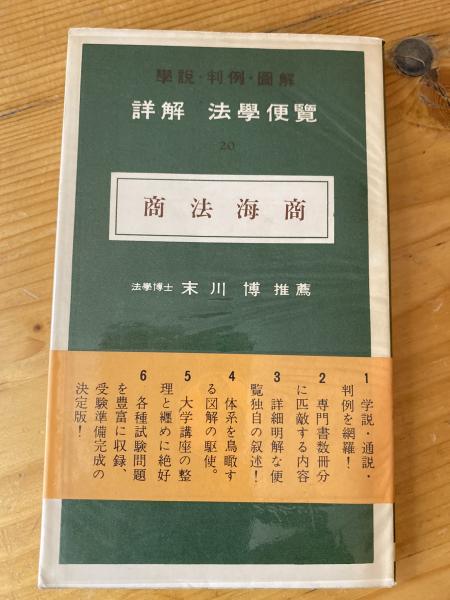 學說・判例・圖解
詳解 法學便覽
20
商法海商
法學博士 末川 博 推薦
1 学説・通説・
判例を網羅!
2 専門書数冊分
に匹敵する内容
3 詳細明解な便
覧独自の叙述!
4 体系を鳥瞰す
る図解の駆使。
5 大学講座の整
理と纏めに絶好
6 各種試験問題
を豊富に収録、
受験準備完成の
決定版!